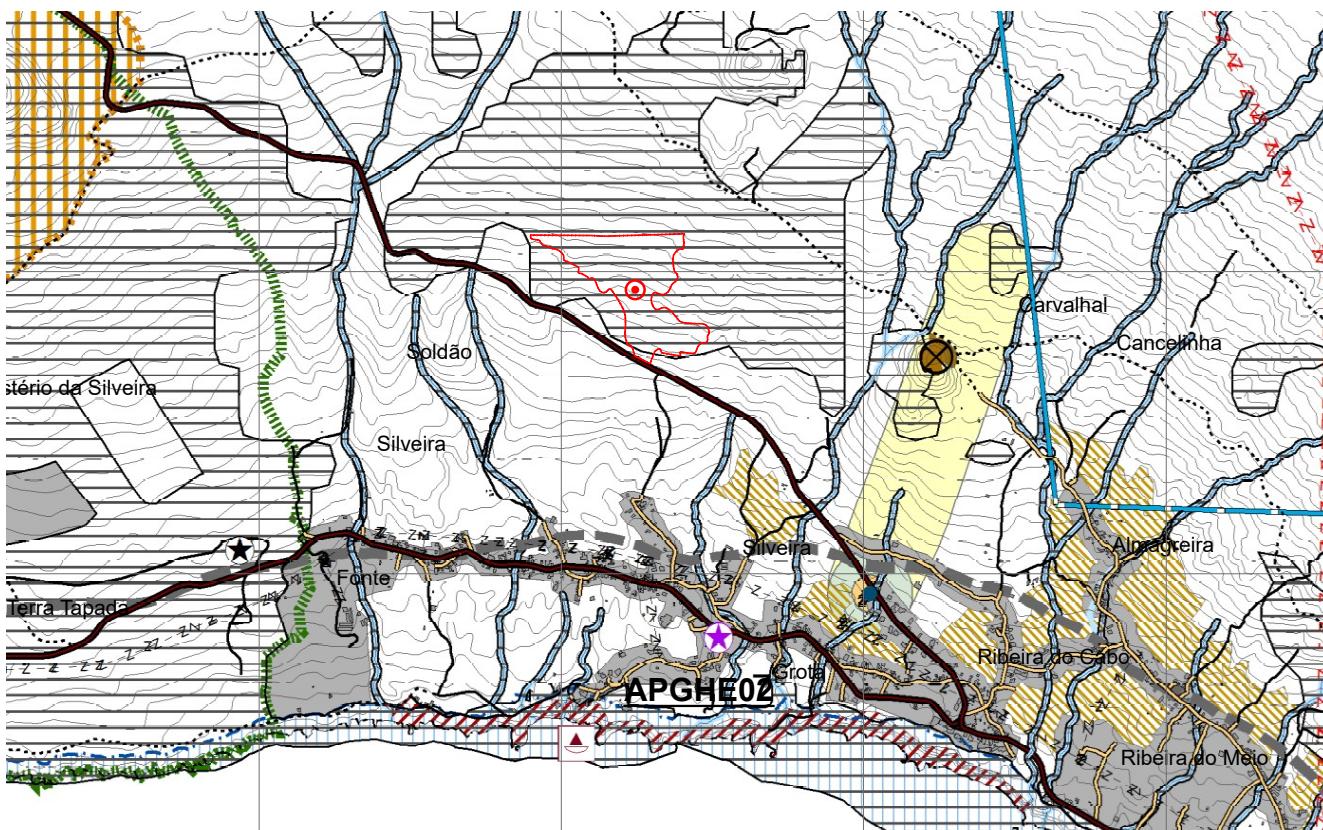 Carvalhal
Cancelinha
Soldão
stério da Silveira
Silveira
Silveira
Almagreira
Fonte
Terra Tapada
Ribeira do Cabo
Grota
APGHE02
Ribeira do Meio